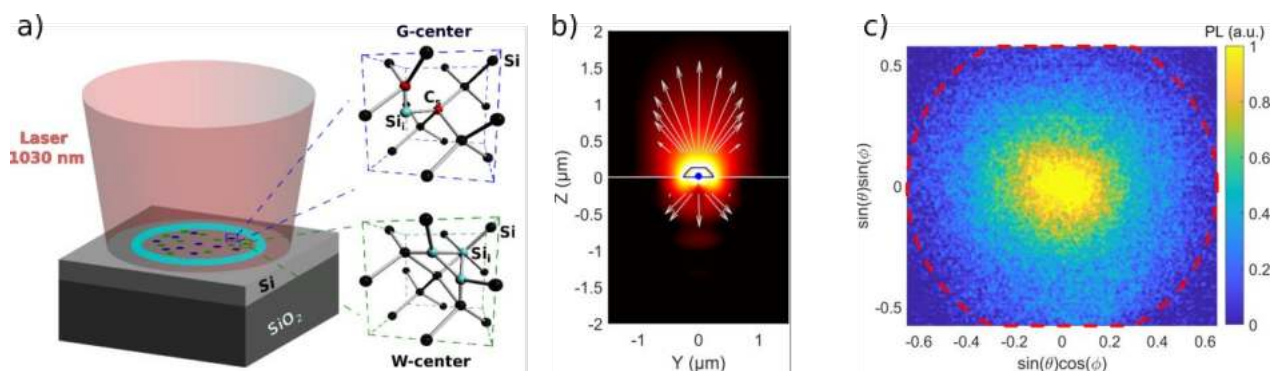 a)
Laser
1030 nm
Si
SiO₂
G-center
Si
Cₛ
Siᵢ
Si
Siᵢ
W-center
b)
2
1.5
1
0.5
0
-0.5
-1
-1.5
-2
Z (μm)
-1
0
1
Y (μm)
c)
PL (a.u.)
0.5
0
-0.5
sin(θ)sin(ϕ)
-0.6
-0.4
-0.2
0
0.2
0.4
0.6
sin(θ)cos(ϕ)
1
0.8
0.6
0.4
0.2
0